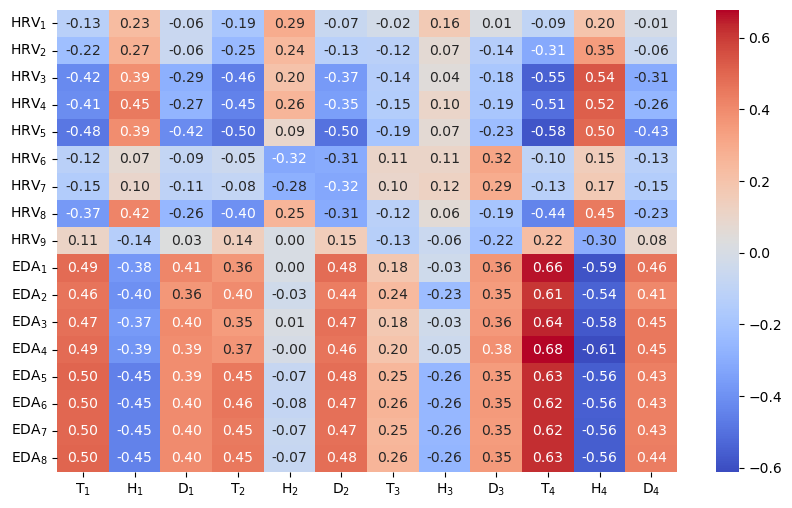 HRV₁ -0.13 0.23 -0.06 -0.19 0.29 -0.07 -0.02 0.16 0.01 -0.09 0.20 -0.01
HRV₂ -0.22 0.27 -0.06 -0.25 0.24 -0.13 -0.12 0.07 -0.14 -0.31 0.35 -0.06
HRV₃ -0.42 0.39 -0.29 -0.46 0.20 -0.37 -0.14 0.04 -0.18 -0.55 0.54 -0.31
HRV₄ -0.41 0.45 -0.27 -0.45 0.26 -0.35 -0.15 0.10 -0.19 -0.51 0.52 -0.26
HRV₅ -0.48 0.39 -0.42 -0.50 0.09 -0.50 -0.19 0.07 -0.23 -0.58 0.50 -0.43
HRV₆ -0.12 0.07 -0.09 -0.05 -0.32 -0.31 0.11 0.11 0.32 -0.10 0.15 -0.13
HRV₇ -0.15 0.10 -0.11 -0.08 -0.28 -0.32 0.10 0.12 0.29 -0.13 0.17 -0.15
HRV₈ -0.37 0.42 -0.26 -0.40 0.25 -0.31 -0.12 0.06 -0.19 -0.44 0.45 -0.23
HRV₉ 0.11 -0.14 0.03 0.14 0.00 0.15 -0.13 -0.06 -0.22 0.22 -0.30 0.08
EDA₁ 0.49 -0.38 0.41 0.36 0.00 0.48 0.18 -0.03 0.36 0.66 -0.59 0.46
EDA₂ 0.46 -0.40 0.36 0.40 -0.03 0.44 0.24 -0.23 0.35 0.61 -0.54 0.41
EDA₃ 0.47 -0.37 0.40 0.35 0.01 0.47 0.18 -0.03 0.36 0.64 -0.58 0.45
EDA₄ 0.49 -0.39 0.39 0.37 -0.00 0.46 0.20 -0.05 0.38 0.68 -0.61 0.45
EDA₅ 0.50 -0.45 0.39 0.45 -0.07 0.48 0.25 -0.26 0.35 0.63 -0.56 0.43
EDA₆ 0.50 -0.45 0.40 0.46 -0.08 0.47 0.26 -0.26 0.35 0.62 -0.56 0.43
EDA₇ 0.50 -0.45 0.40 0.45 -0.07 0.47 0.25 -0.26 0.35 0.62 -0.56 0.43
EDA₈ 0.50 -0.45 0.40 0.45 -0.07 0.48 0.26 -0.26 0.35 0.63 -0.56 0.44
T₁ H₁ D₁ T₂ H₂ D₂ T₃ H₃ D₃ T₄ H₄ D₄
0.6
0.4
0.2
0.0
−0.2
−0.4
−0.6